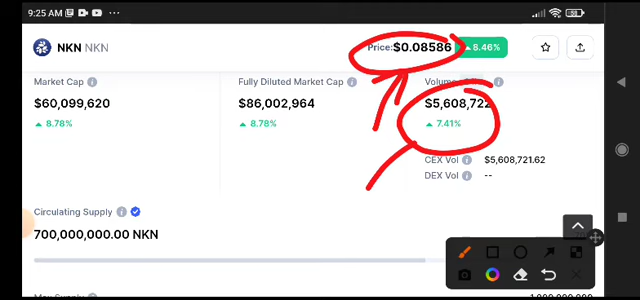 9:25 AM 58
NKN NKN Price: $0.08586 8.46%
Market Cap Fully Diluted Market Cap Volume
$60,099,620 $86,002,964 $5,608,722
8.78% 8.78% 7.41%
CEX Vol $5,608,721.62
DEX Vol --
Circulating Supply
700,000,000.00 NKN